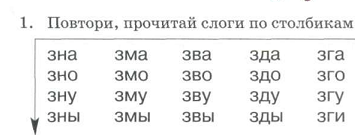 1. Повтори, прочитай слоги по столбикам
зна зма зва зда зга
зно змо зво здо зго
зну зму зву зду згу
зны змы звы зды зги